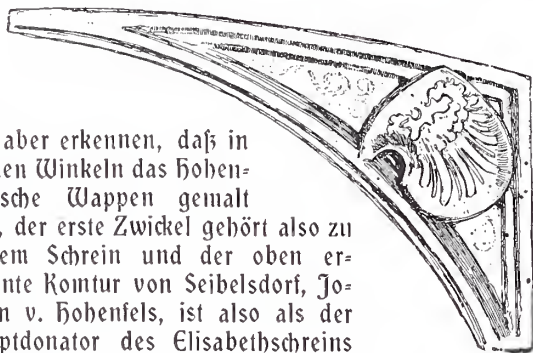 aber erkennen, daß in
en Winkeln das Hohen=
sche Wappen gemalt
, der erste Zwickel gehört also zu
em Schrein und der oben er=
nte Komtur von Seibelsdorf, Jo=
n v. Hohenfels, ist also als der
ptdonator des Elisabethschreins